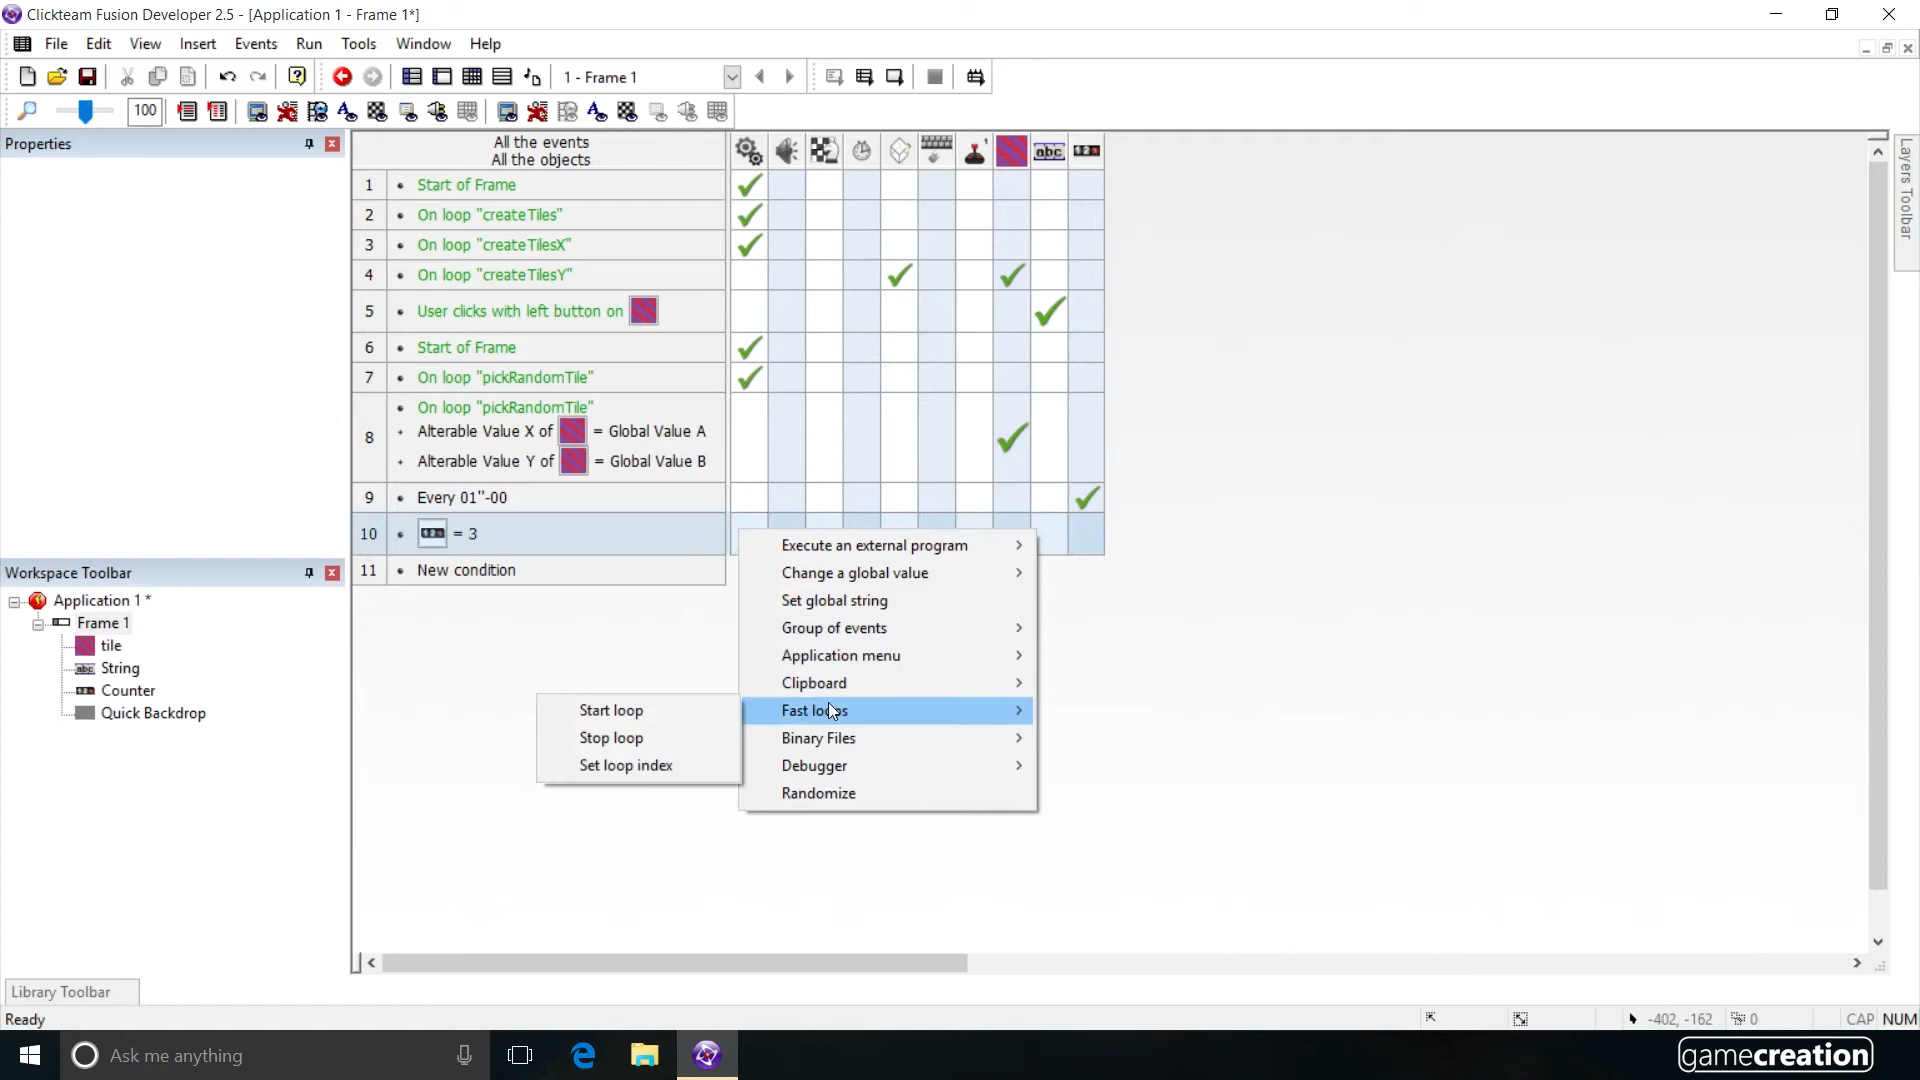 Clickteam Fusion Developer 2.5 - [Application 1 - Frame 1*]
File Edit View Insert Events Run Tools Window Help
1 - Frame 1
100
Properties
All the events
All the objects
1 • Start of Frame
2 • On loop "createTiles"
3 • On loop "createTilesX"
4 • On loop "createTilesY"
5 • User clicks with left button on
6 • Start of Frame
7 • On loop "pickRandomTile"
8
• On loop "pickRandomTile"
+ Alterable Value X of = Global Value A
+ Alterable Value Y of = Global Value B
9 • Every 01"-00
10 • = 3
11 • New condition
abc
Layers Toolbar
Execute an external program
Change a global value
Set global string
Group of events
Application menu
Clipboard
Fast loops
Binary Files
Debugger
Randomize
Start loop
Stop loop
Set loop index
Workspace Toolbar
Application 1 *
Frame 1
tile
abc String
Counter
Quick Backdrop
Library Toolbar
Ready
-402, -162
0
CAP NUM
Ask me anything
gamecreation